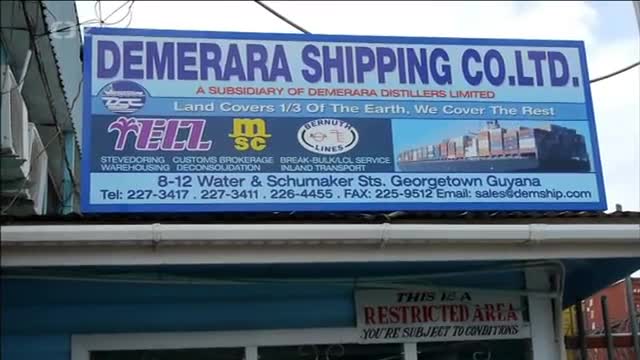 DEMERARA SHIPPING CO.LTD.
A SUBSIDIARY OF DEMERARA DISTILLERS LIMITED
DSC
Land Covers 1/3 Of The Earth, We Cover The Rest
TECL
m
SC
BERNUTH
LINES
STEVEDORING CUSTOMS BROKERAGE BREAK-BULK/LCL SERVICE
WAREHOUSING DECONSOLIDATION INLAND TRANSPORT
8-12 Water & Schumaker Sts. Georgetown Guyana
Tel: 227-3417 . 227-3411 . 226-4455 . FAX: 225-9512 Email: sales@demship.com
THIS IS A
RESTRICTED AREA
YOU'RE SUBJECT TO CONDITIONS